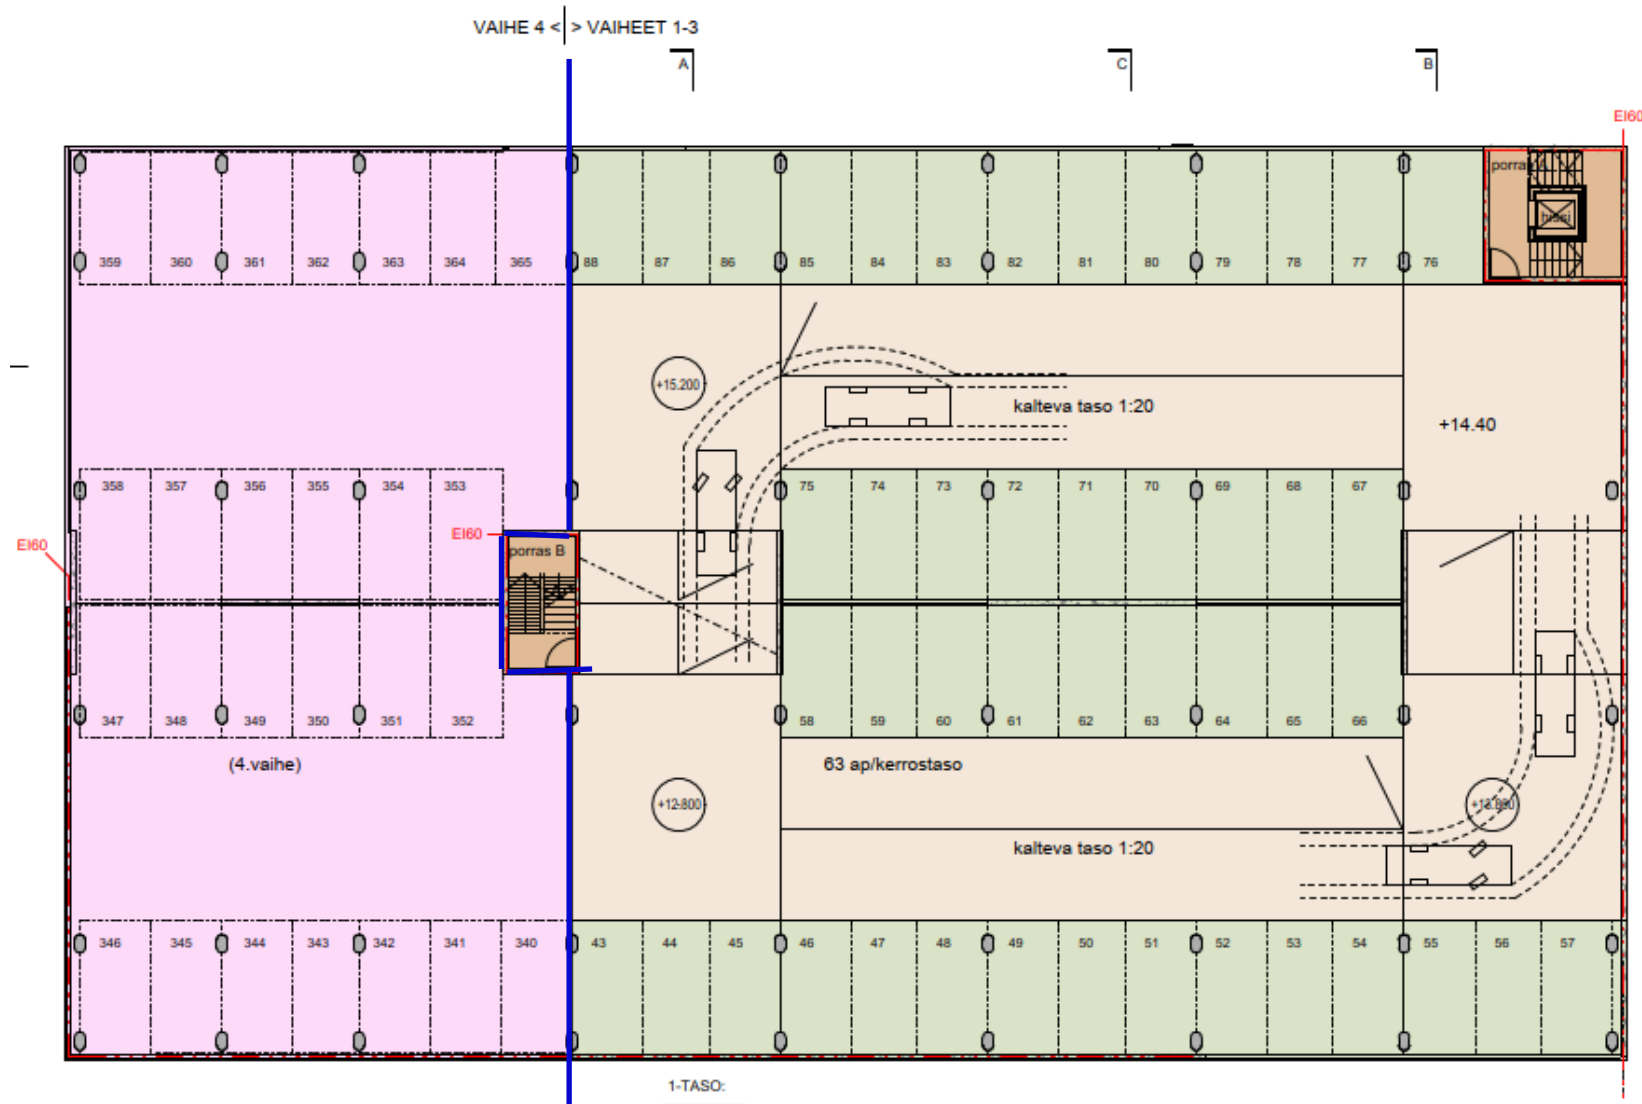 VAIHE 4 < > VAIHEET 1-3
A
C
B
EI60
porras A
hissi
359 360 361 362 363 364 365 88 87 86 85 84 83 82 81 80 79 78 77 76
+15.200
kalteva taso 1:20
+14.40
358 357 356 355 354 353 75 74 73 72 71 70 69 68 67
EI60
EI60
porras B
347 348 349 350 351 352 58 59 60 61 62 63 64 65 66
(4.vaihe)
63 ap/kerrostaso
+12.800
kalteva taso 1:20
346 345 344 343 342 341 340 43 44 45 46 47 48 49 50 51 52 53 54 55 56 57
1-TASO: